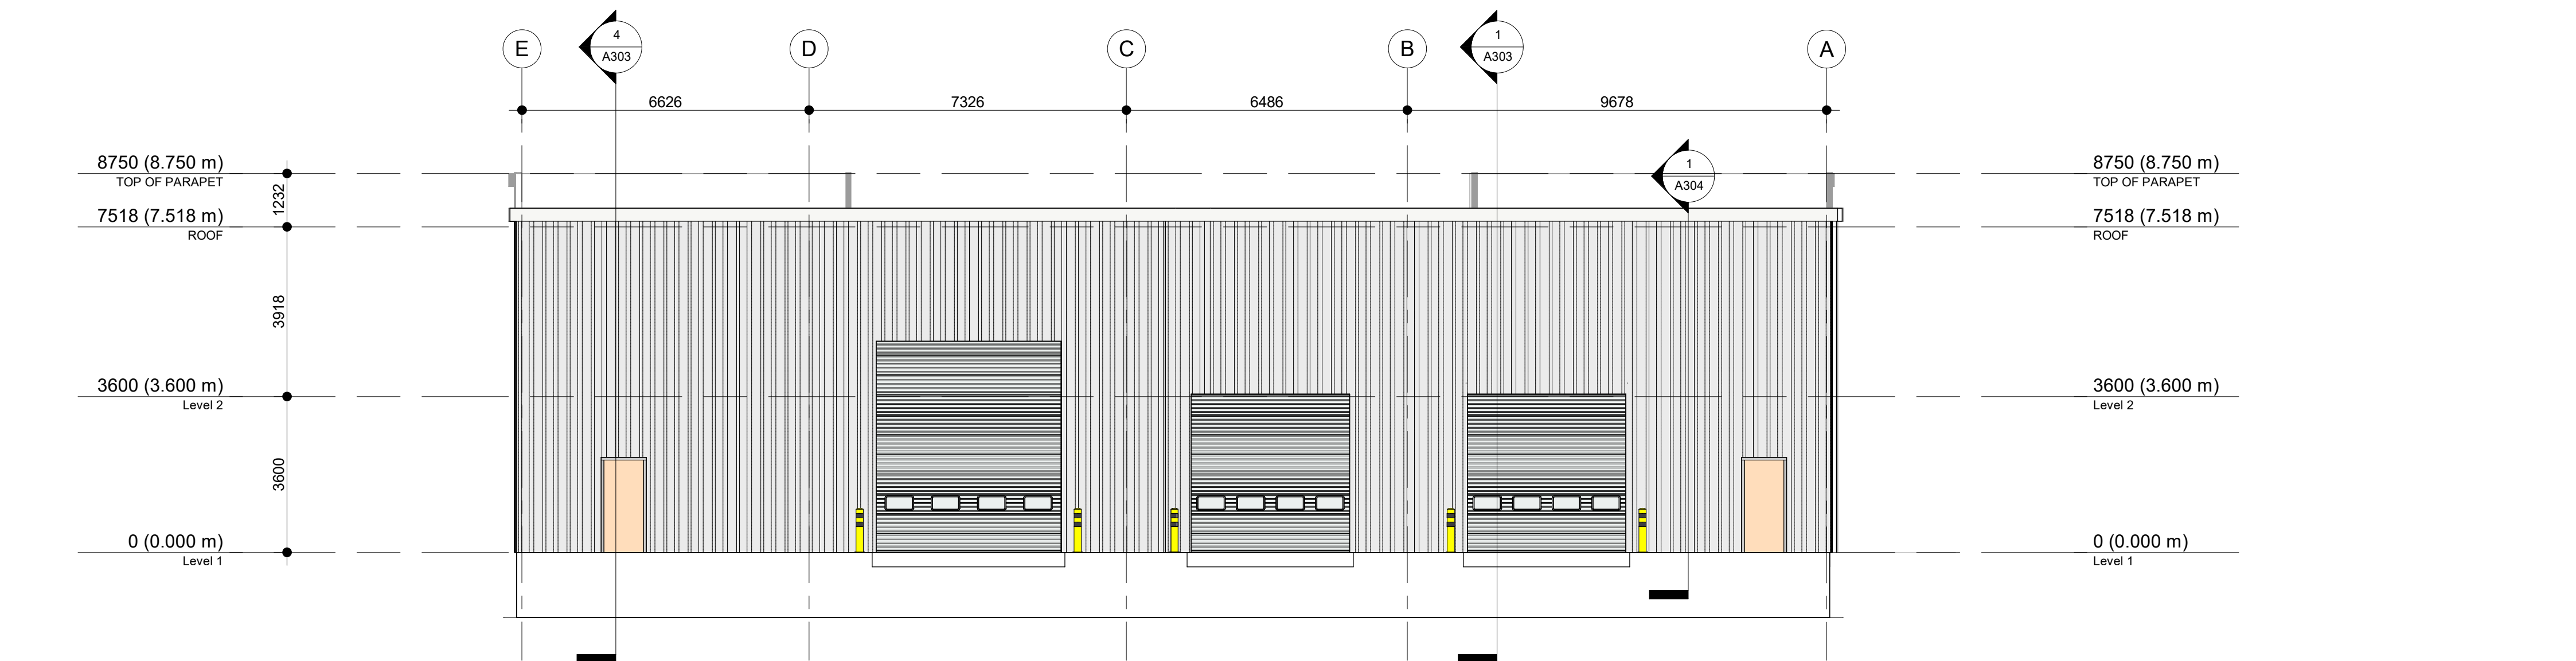 E
4
A303
D
C
B
1
A303
A
6626
7326
6486
9678
8750 (8.750 m)
TOP OF PARAPET
1232
7518 (7.518 m)
ROOF
3918
3600 (3.600 m)
Level 2
3600
0 (0.000 m)
Level 1
1
A304
8750 (8.750 m)
TOP OF PARAPET
7518 (7.518 m)
ROOF
3600 (3.600 m)
Level 2
0 (0.000 m)
Level 1